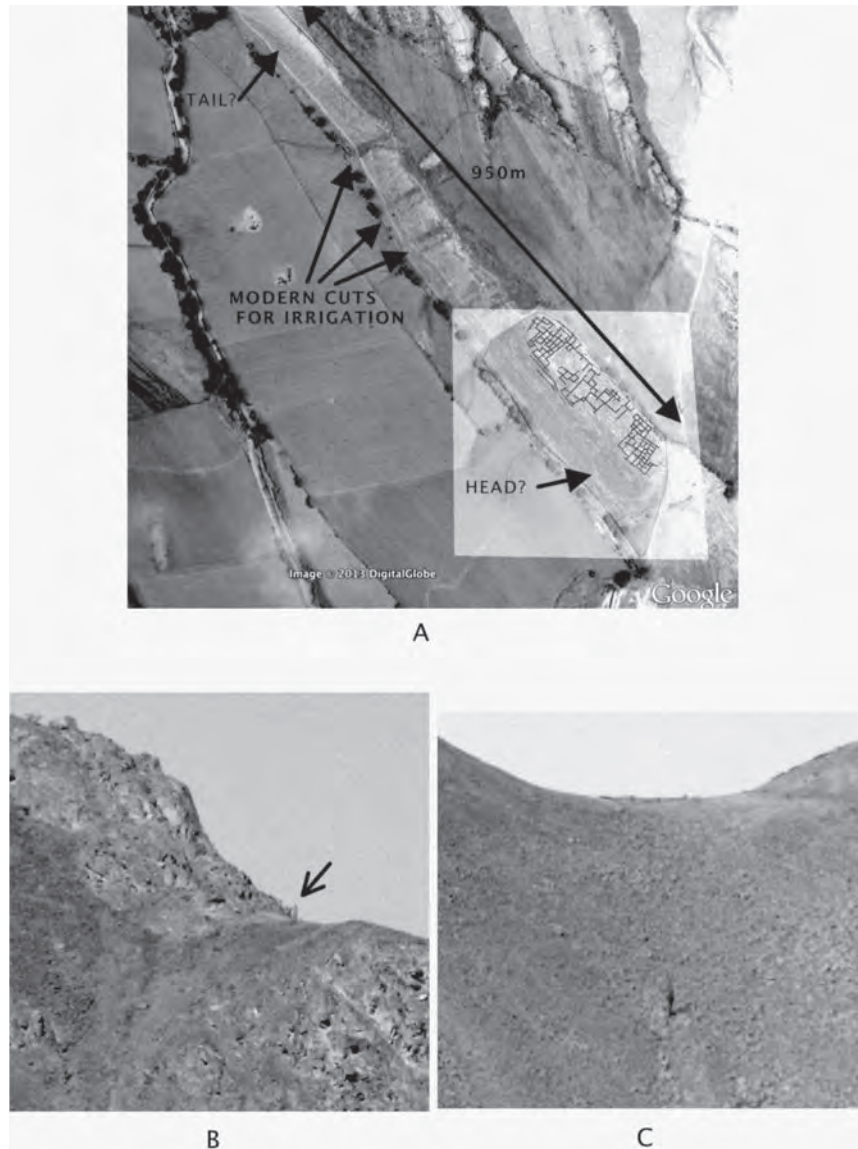 TAIL?
950m
MODERN CUTS
FOR IRRIGATION
HEAD?
Image © 2013 DigitalGlobe
Google
A
B
C